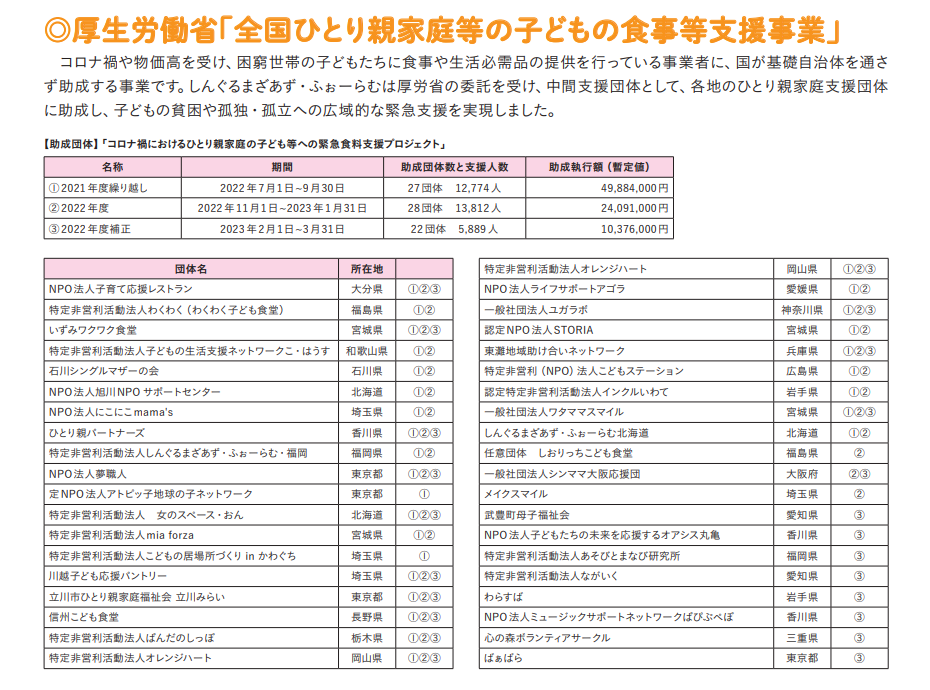 ◎厚生労働省「全国ひとり親家庭等の子どもの食事等支援事業」
コロナ禍や物価高を受け、困窮世帯の子どもたちに食事や生活必需品の提供を行っている事業者に、国が基礎自治体を通さ
ず助成する事業です。しんぐるまざあず・ふぉーらむは厚労省の委託を受け、中間支援団体として、各地のひとり親家庭支援団体
に助成し、子どもの貧困や孤独・孤立への広域的な緊急支援を実現しました。
【助成団体】「コロナ禍におけるひとり親家庭の子ども等への緊急食料支援プロジェクト」
名称 期間 助成団体数と支援人数 助成執行額（暫定値）
①2021年度繰り越し 2022年7月1日~9月30日 27団体 12,774人 49,884,000円
②2022年度 2022年11月1日~2023年1月31日 28団体 13,812人 24,091,000円
③2022年度補正 2023年2月1日~3月31日 22団体 5,889人 10,376,000円
団体名 所在地
NPO法人子育て応援レストラン 大分県 ①②③
特定非営利活動法人わくわく（わくわく子ども食堂） 福島県 ①②
いずみワクワク食堂 宮城県 ①②③
特定非営利活動法人子どもの生活支援ネットワークこ・はうす 和歌山県 ①②
石川シングルマザーの会 石川県 ①②
NPO法人旭川NPOサポートセンター 北海道 ①②
NPO法人にこにこmama's 埼玉県 ①②
ひとり親パートナーズ 香川県 ①②③
特定非営利活動法人しんぐるまざあず・ふぉーらむ・福岡 福岡県 ①②
NPO法人夢職人 東京都 ①②③
定NPO法人アトピッ子地球の子ネットワーク 東京都 ①
特定非営利活動法人 女のスペース・おん 北海道 ①②③
特定非営利活動法人mia forza 宮城県 ①②
特定非営利活動法人こどもの居場所づくり in かわぐち 埼玉県 ①
川越子ども応援パントリー 埼玉県 ①②③
立川市ひとり親家庭福祉会 立川みらい 東京都 ①②③
信州こども食堂 長野県 ①②③
特定非営利活動法人ぱんだのしっぽ 栃木県 ①②③
特定非営利活動法人オレンジハート 岡山県 ①②③
特定非営利活動法人オレンジハート 岡山県 ①②③
NPO法人ライフサポートアゴラ 愛媛県 ①②
一般社団法人ユガラボ 神奈川県 ①②③
認定NPO法人STORIA 宮城県 ①②
東灘地域助け合いネットワーク 兵庫県 ①②③
特定非営利（NPO）法人こどもステーション 広島県 ①②
認定特定非営利活動法人インクルいわて 岩手県 ①②
一般社団法人ワタママスマイル 宮城県 ①②③
しんぐるまざあず・ふぉーらむ北海道 北海道 ①②
任意団体 しおりっちこども食堂 福島県 ②
一般社団法人シンママ大阪応援団 大阪府 ②③
メイクスマイル 埼玉県 ②
武豊町母子福祉会 愛知県 ③
NPO法人子どもたちの未来を応援するオアシス丸亀 香川県 ③
特定非営利活動法人あそびとまなび研究所 福岡県 ③
特定非営利活動法人ながいく 愛知県 ③
わらすば 岩手県 ③
NPO法人ミュージックサポートネットワークぱぴぷぺぽ 香川県 ③
心の森ボランティアサークル 三重県 ③
ばぁばら 東京都 ③